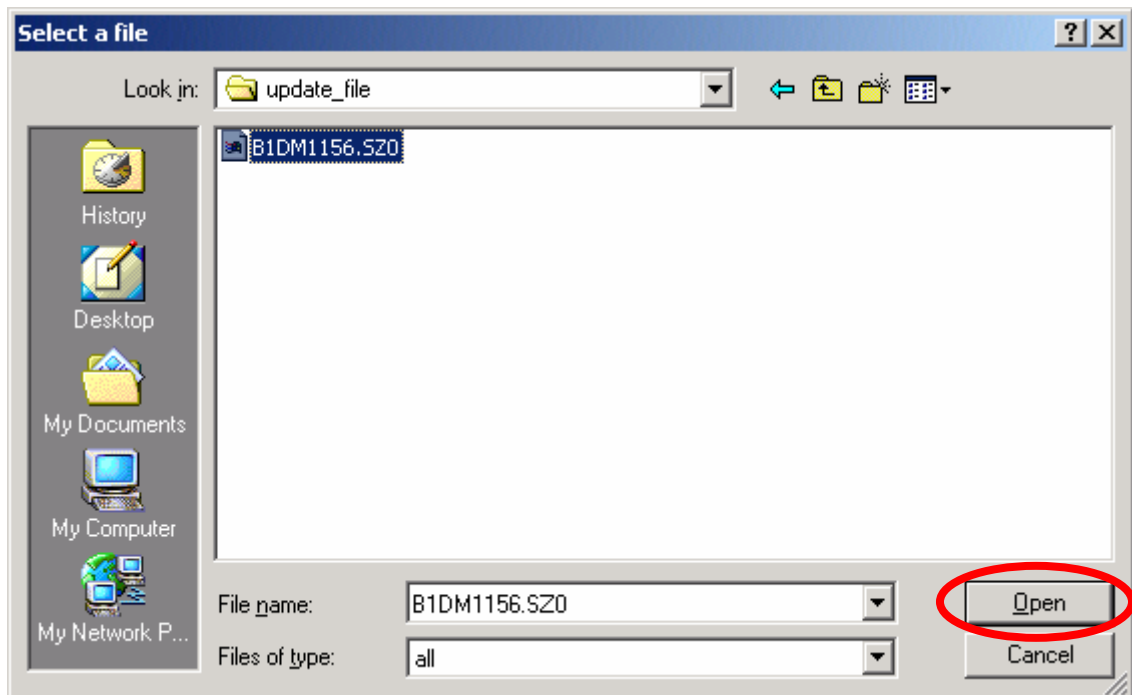 Select a file
Look in: update_file
B1DM1156.SZ0
History
Desktop
My Documents
My Computer
My Network P...
File name: B1DM1156.SZ0 Open
Files of type: all Cancel